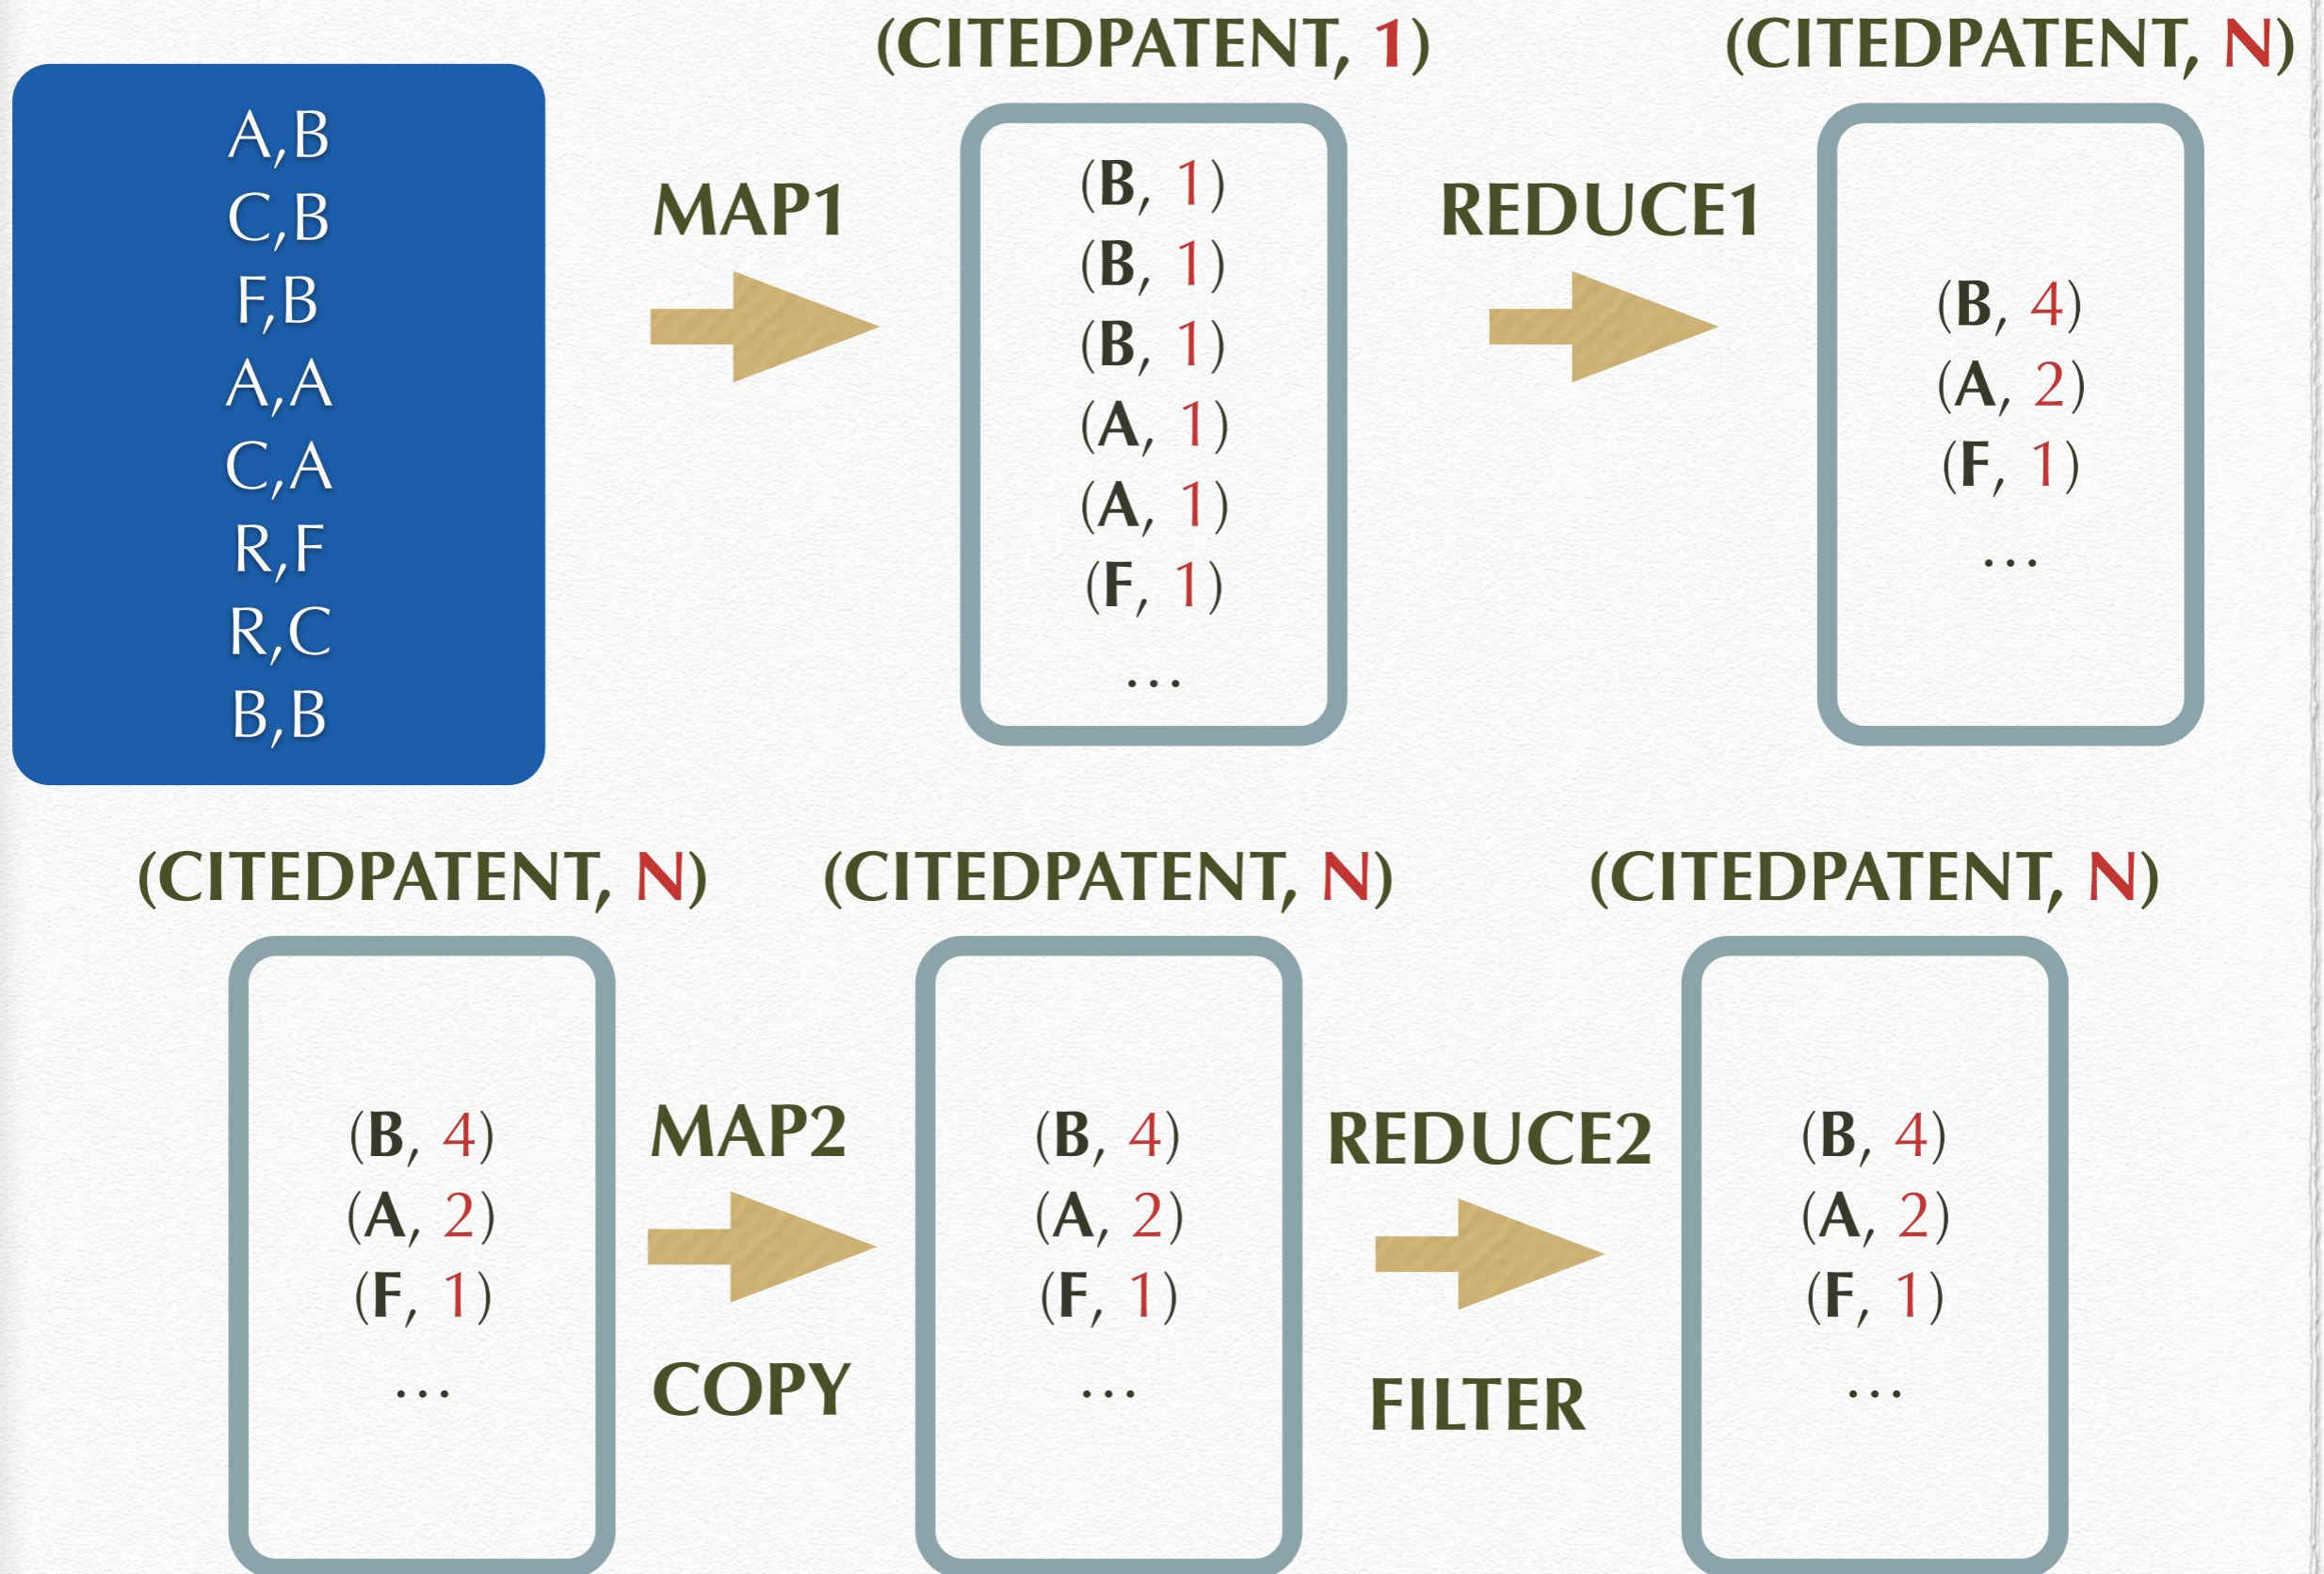 A,B
C,B
F,B
A,A
C,A
R,F
R,C
B,B
MAP1
(CITEDPATENT, 1)
(B, 1)
(B, 1)
(B, 1)
(A, 1)
(A, 1)
(F, 1)
…
REDUCE1
(CITEDPATENT, N)
(B, 4)
(A, 2)
(F, 1)
…
(CITEDPATENT, N)
(B, 4)
(A, 2)
(F, 1)
…
MAP2
COPY
(CITEDPATENT, N)
(B, 4)
(A, 2)
(F, 1)
…
REDUCE2
FILTER
(CITEDPATENT, N)
(B, 4)
(A, 2)
(F, 1)
…